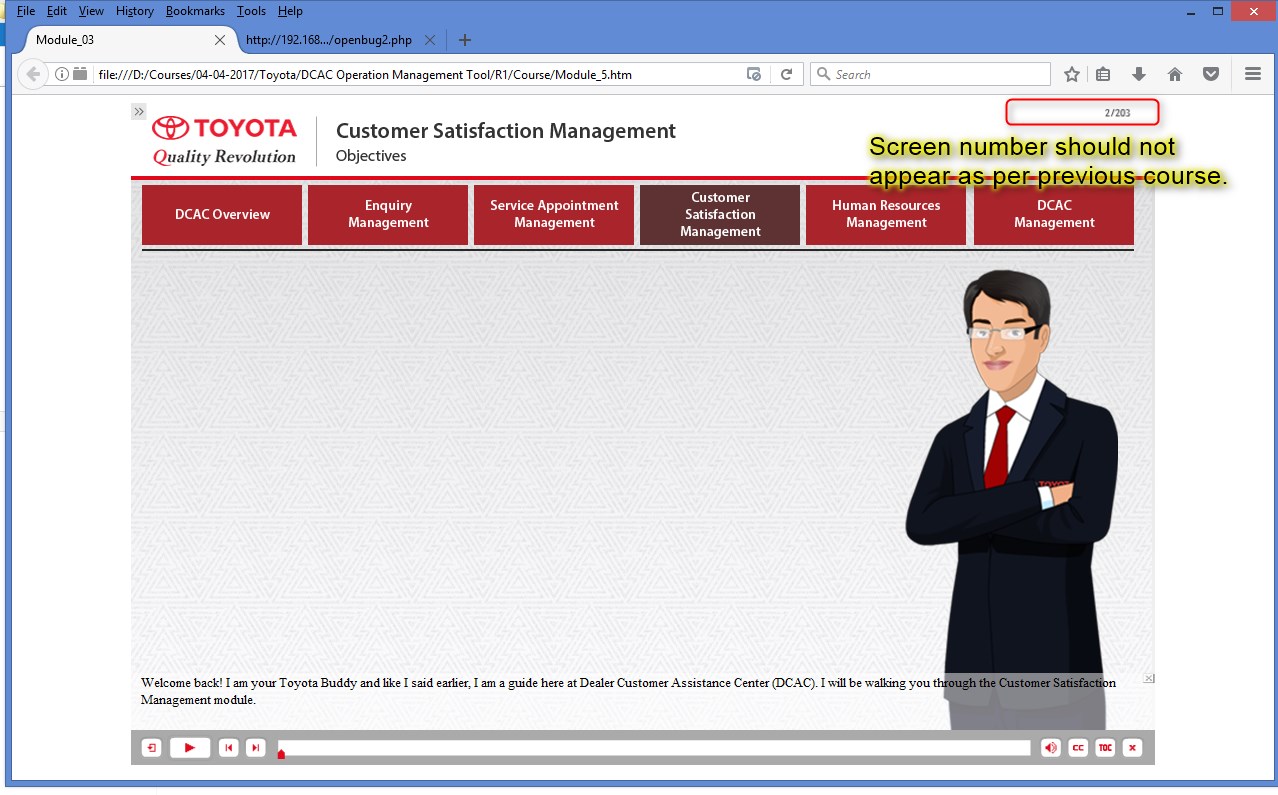 File Edit View History Bookmarks Tools Help
Module_03
http://192.168.../openbug2.php
file:///D:/Courses/04-04-2017/Toyota/DCAC Operation Management Tool/R1/Course/Module_5.htm
Search
TOYOTA
Quality Revolution
Customer Satisfaction Management
Objectives
2/203
Screen number should not
appear as per previous course.
DCAC Overview
Enquiry
Management
Service Appointment
Management
Customer
Satisfaction
Management
Human Resources
Management
DCAC
Management
TOYOTA
Welcome back! I am your Toyota Buddy and like I said earlier, I am a guide here at Dealer Customer Assistance Center (DCAC). I will be walking you through the Customer Satisfaction
Management module.
CC
TOC